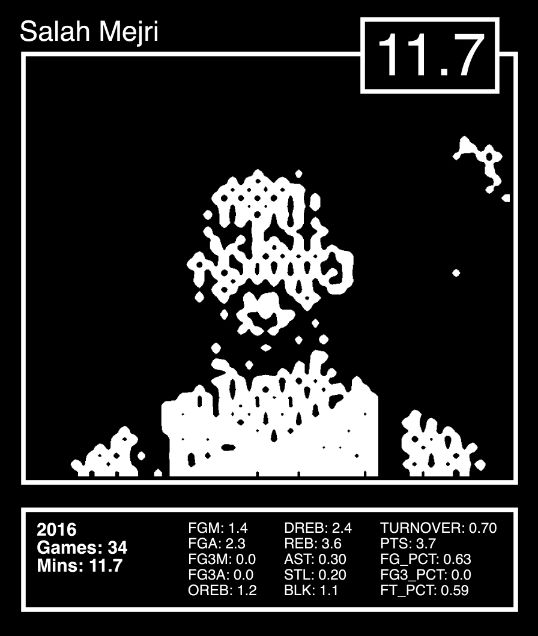 Salah Mejri
11.7
2016
Games: 34
Mins: 11.7
FGM: 1.4
FGA: 2.3
FG3M: 0.0
FG3A: 0.0
OREB: 1.2
DREB: 2.4
REB: 3.6
AST: 0.30
STL: 0.20
BLK: 1.1
TURNOVER: 0.70
PTS: 3.7
FG_PCT: 0.63
FG3_PCT: 0.0
FT_PCT: 0.59